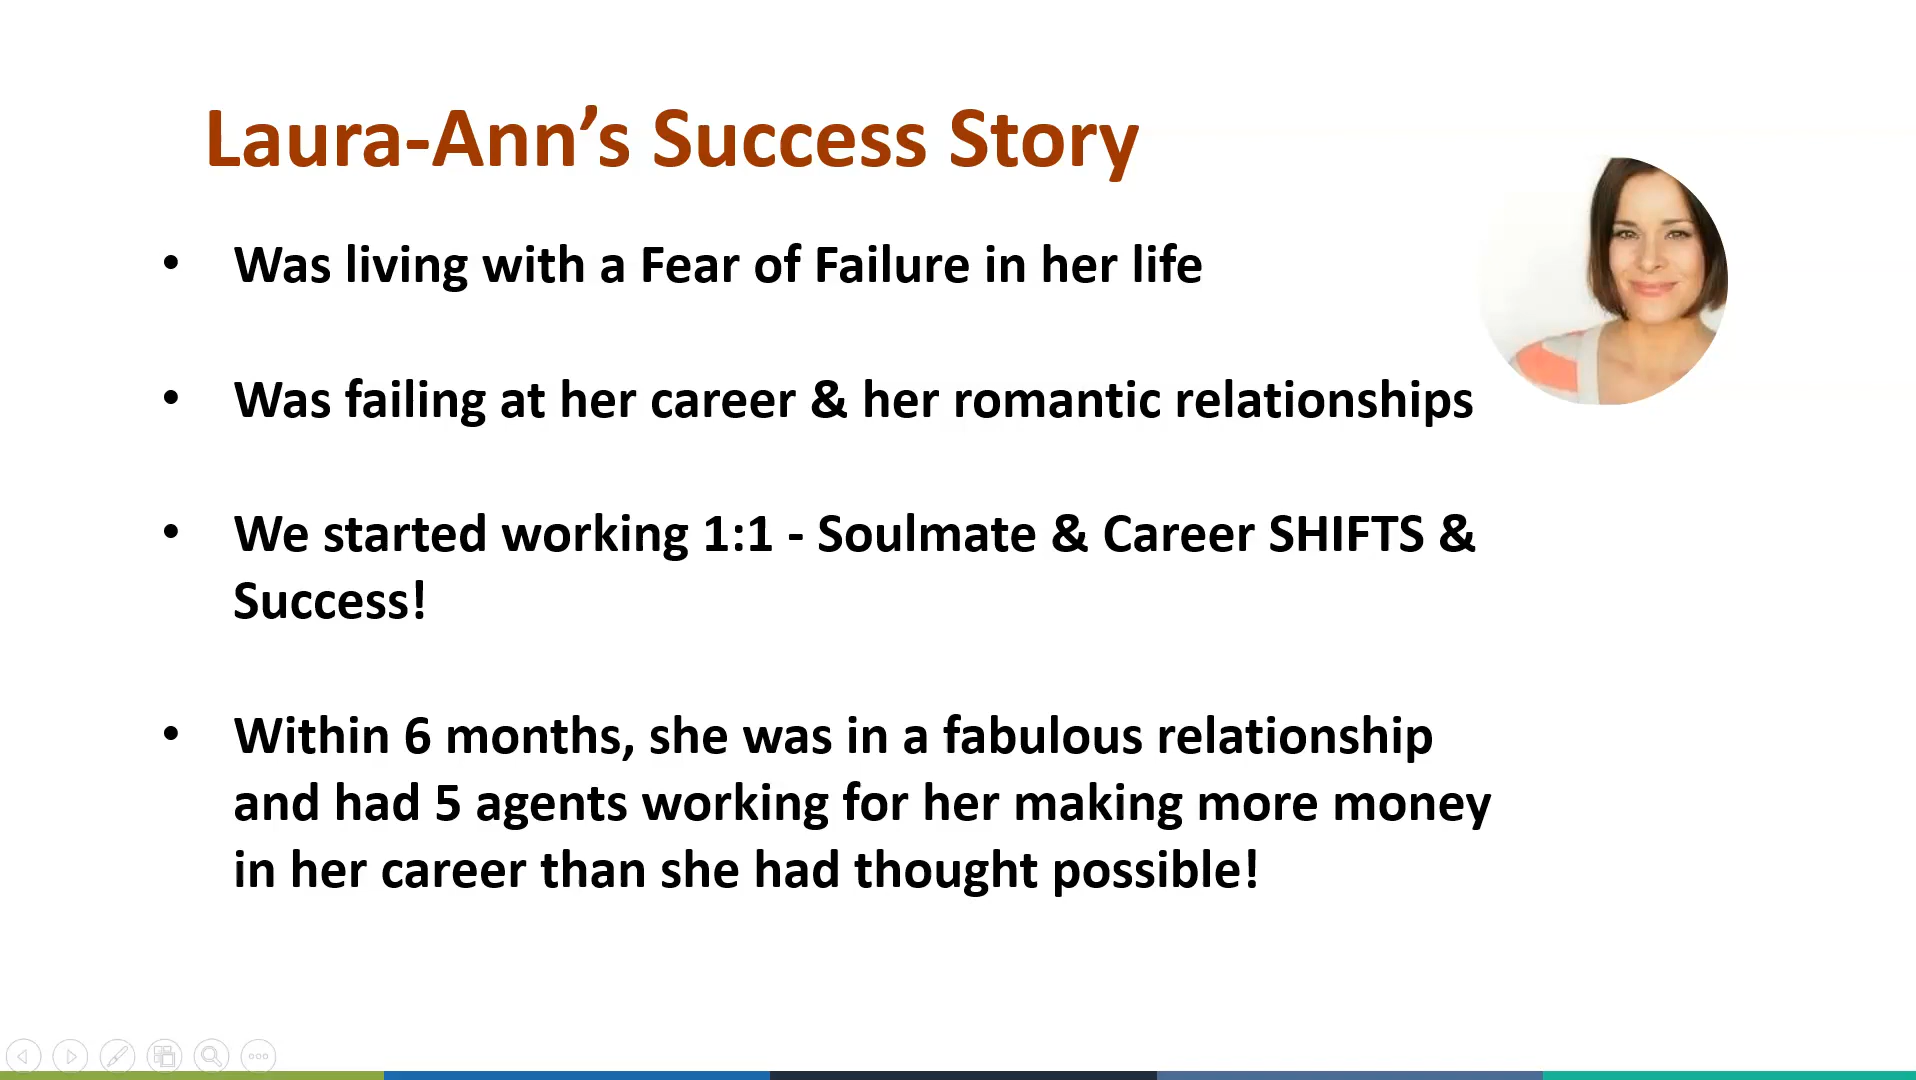 Laura-Ann’s Success Story
• Was living with a Fear of Failure in her life
• Was failing at her career & her romantic relationships
• We started working 1:1 - Soulmate & Career SHIFTS &
Success!
• Within 6 months, she was in a fabulous relationship
and had 5 agents working for her making more money
in her career than she had thought possible!